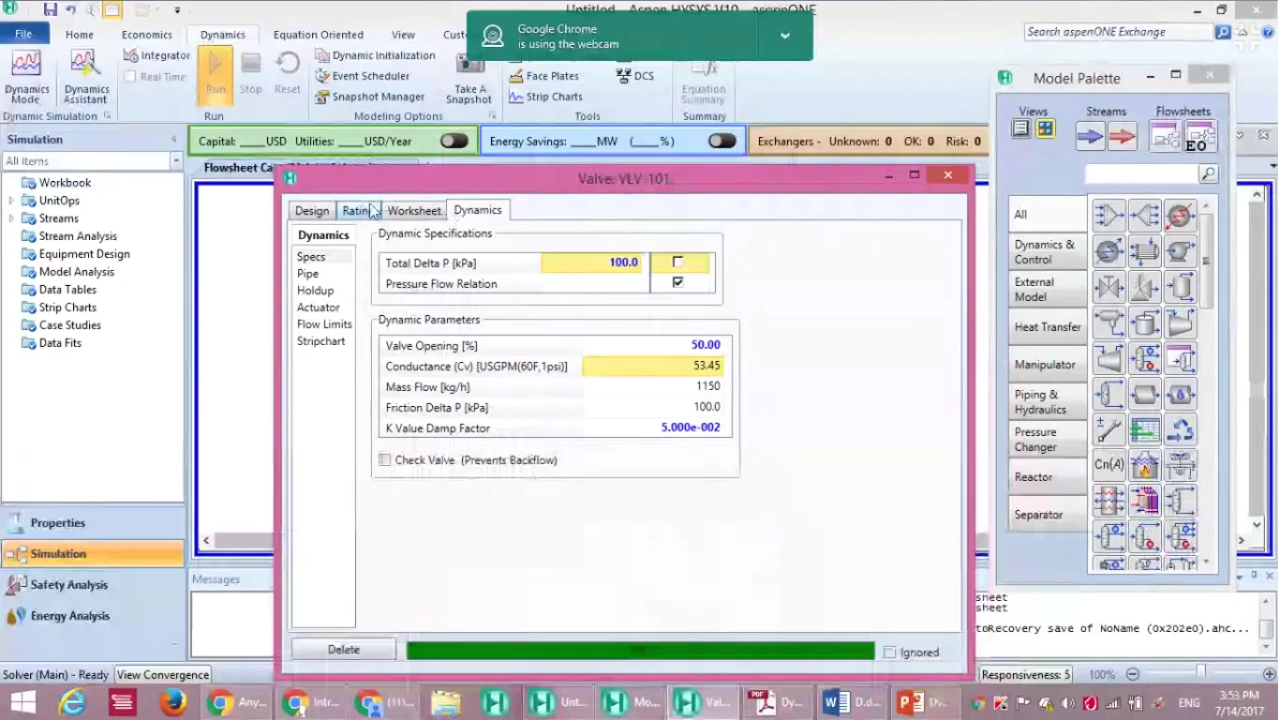 Untitled - Aspen HYSYS V10 - aspenONE
Google Chrome
is using the webcam
File
Home
Economics
Dynamics
Equation Oriented
View
Search aspenONE Exchange
Dynamics
Mode
Dynamics
Assistant
Dynamic Simulation
Integrator
Real Time
Run
Stop
Reset
Run
Dynamic Initialization
Event Scheduler
Snapshot Manager
Take A
Snapshot
Modeling Options
Face Plates
DCS
Strip Charts
Tools
Equation
Summary
Summary
Simulation
All Items
Workbook
UnitOps
Streams
Stream Analysis
Equipment Design
Model Analysis
Data Tables
Strip Charts
Case Studies
Data Fits
Properties
Simulation
Safety Analysis
Energy Analysis
Capital: ____USD Utilities: ____USD/Year
Energy Savings: ____MW (____%)
Exchangers - Unknown: 0 OK: 0 Risk: 0
Valve: VLV-101
Design
Rating
Worksheet
Dynamics
Dynamics
Specs
Pipe
Holdup
Actuator
Flow Limits
Stripchart
Dynamic Specifications
Total Delta P [kPa] 100.0
Pressure Flow Relation
Dynamic Parameters
Valve Opening [%] 50.00
Conductance (Cv) [USGPM(60F,1psi)] 53.45
Mass Flow [kg/h] 1150
Friction Delta P [kPa] 100.0
K Value Damp Factor 5.000e-002
Check Valve (Prevents Backflow)
Delete
Ignored
Model Palette
Views
Streams
Flowsheets
EO
All
Dynamics &
Control
External
Model
Heat Transfer
Manipulator
Piping &
Hydraulics
Pressure
Changer
Reactor
Separator
Cn(A)
Messages
Solver (Main) - Ready
View Convergence
Responsiveness: 5
100%
ENG
3:53 PM
7/14/2017